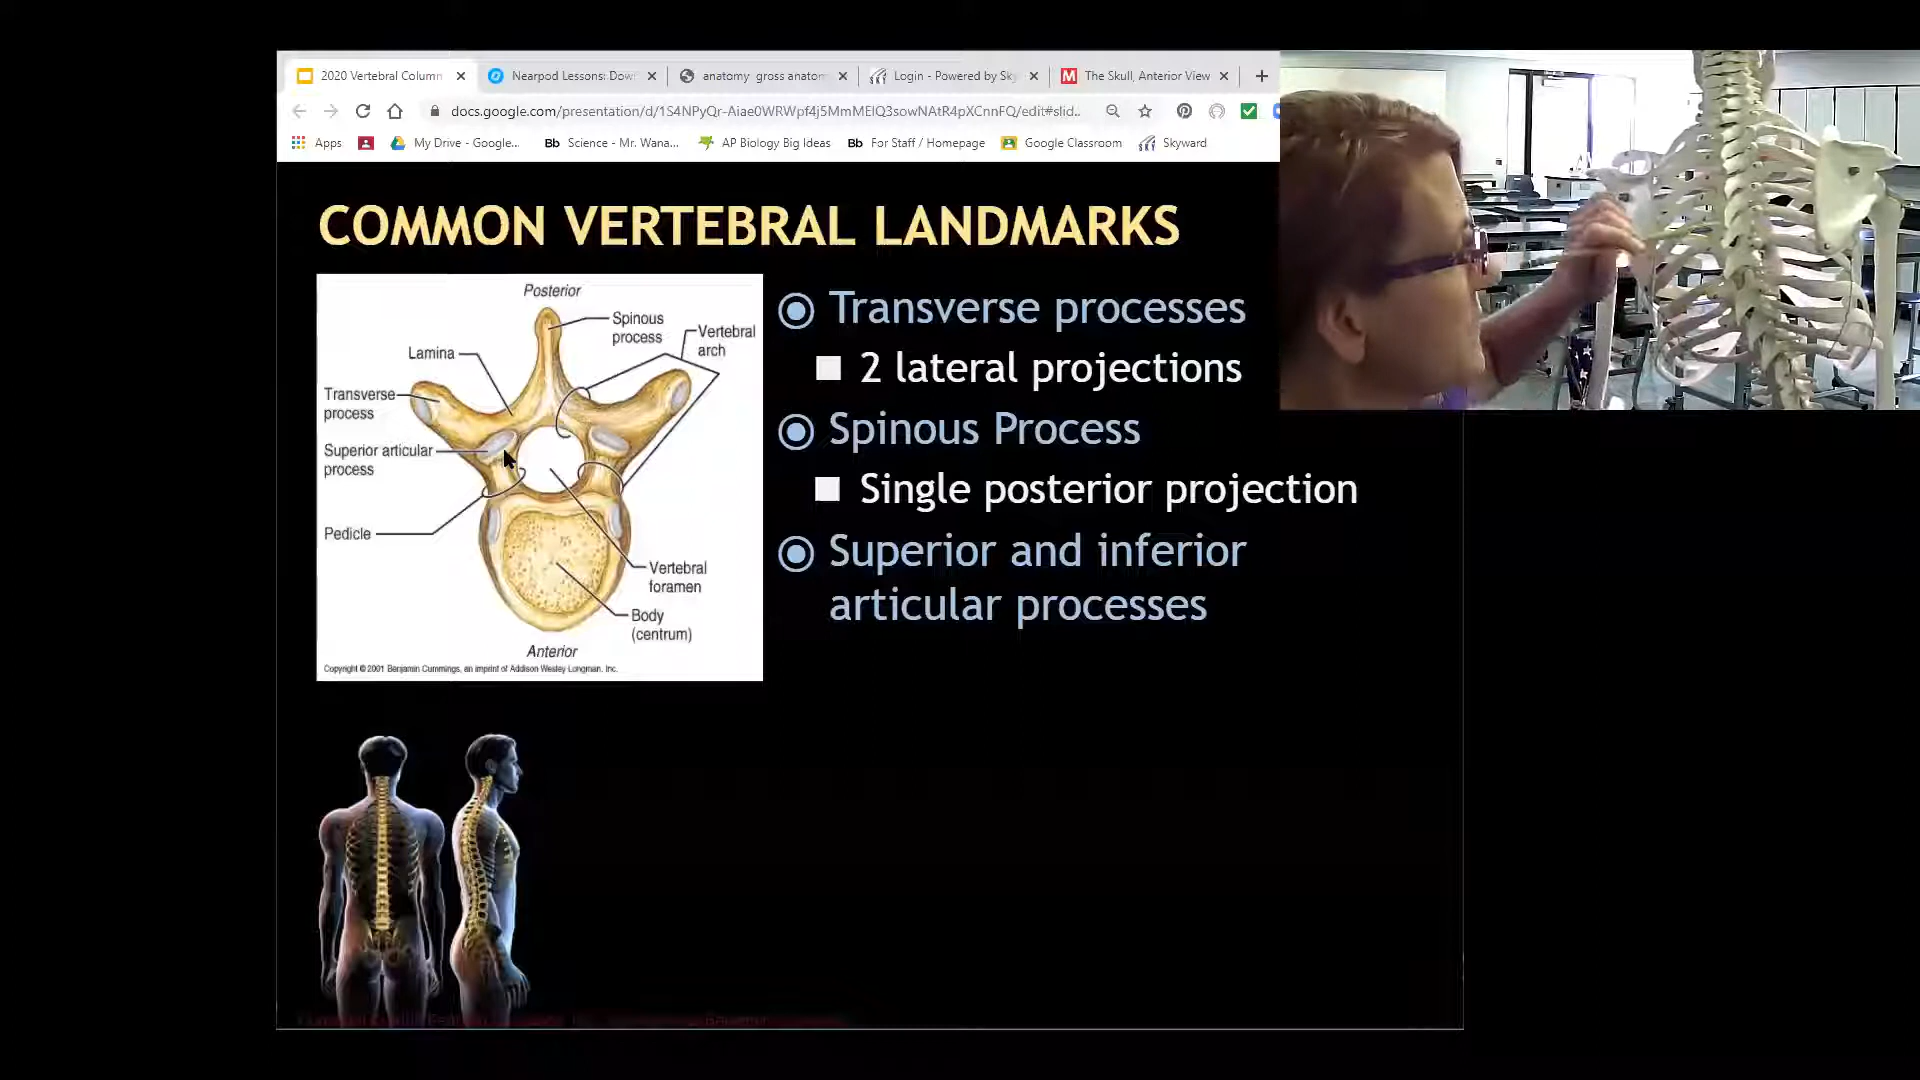 2020 Vertebral Column
Nearpod Lessons: Dow
anatomy gross anatom
Login - Powered by Sky
The Skull, Anterior View
docs.google.com/presentation/d/1S4NPyQr-Aiae0WRWpf4j5MmMElQ3sowNAtR4pXCnnFQ/edit#slid...
Apps
My Drive - Google...
Bb Science - Mr. Wana...
AP Biology Big Ideas
Bb For Staff / Homepage
Google Classroom
Skyward
COMMON VERTEBRAL LANDMARKS
Posterior
Spinous
process
Vertebral
arch
Lamina
Transverse
process
Superior articular
process
Pedicle
Vertebral
foramen
Body
(centrum)
Anterior
Copyright © 2001 Benjamin Cummings, an imprint of Addison Wesley Longman, Inc.
Transverse processes
2 lateral projections
Spinous Process
Single posterior projection
Superior and inferior
articular processes